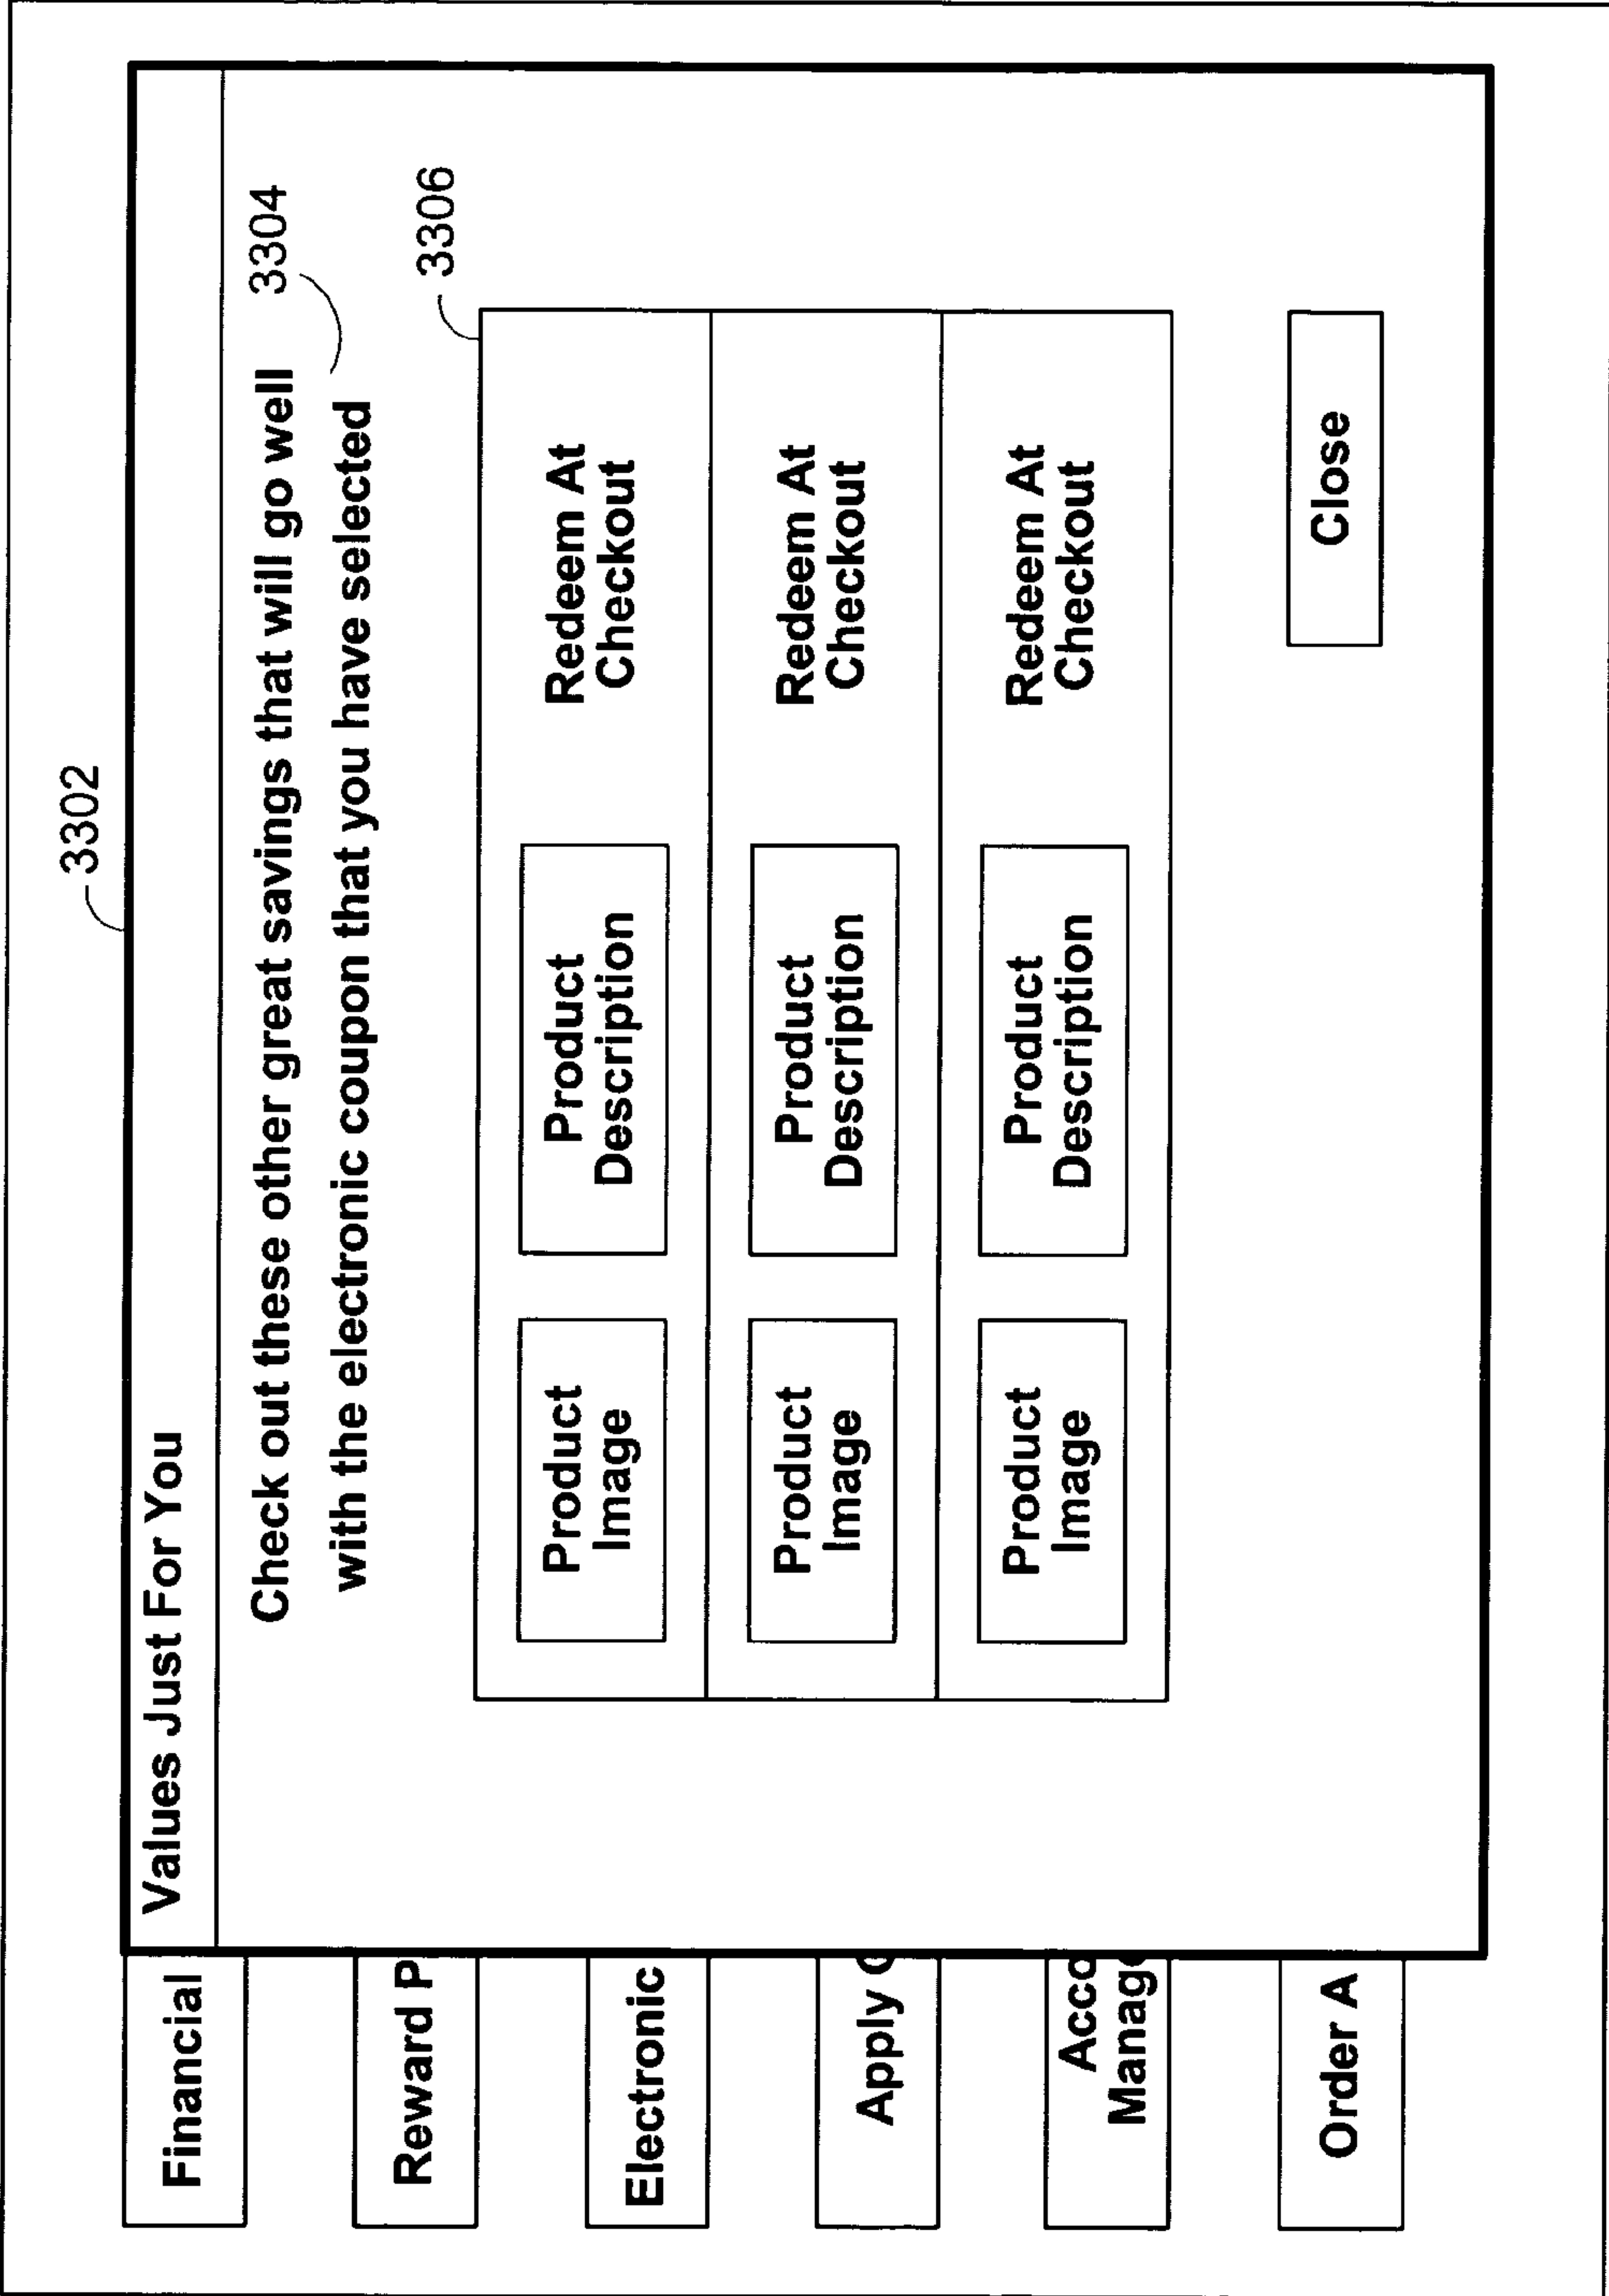 3302
Values Just For You
Check out these other great savings that will go well
with the electronic coupon that you have selected
3304
3306
Product
Image
Product
Description
Redeem At
Checkout
Product
Image
Product
Description
Redeem At
Checkout
Product
Image
Product
Description
Redeem At
Checkout
Close
Financial
Reward P
Electronic
Apply
Acco
Manag
Order A